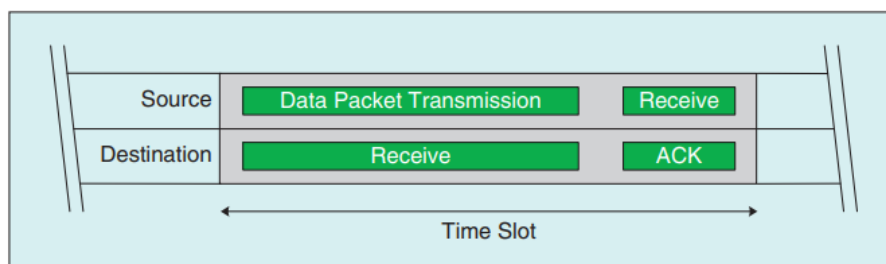 Source Data Packet Transmission Receive
Destination Receive ACK
Time Slot